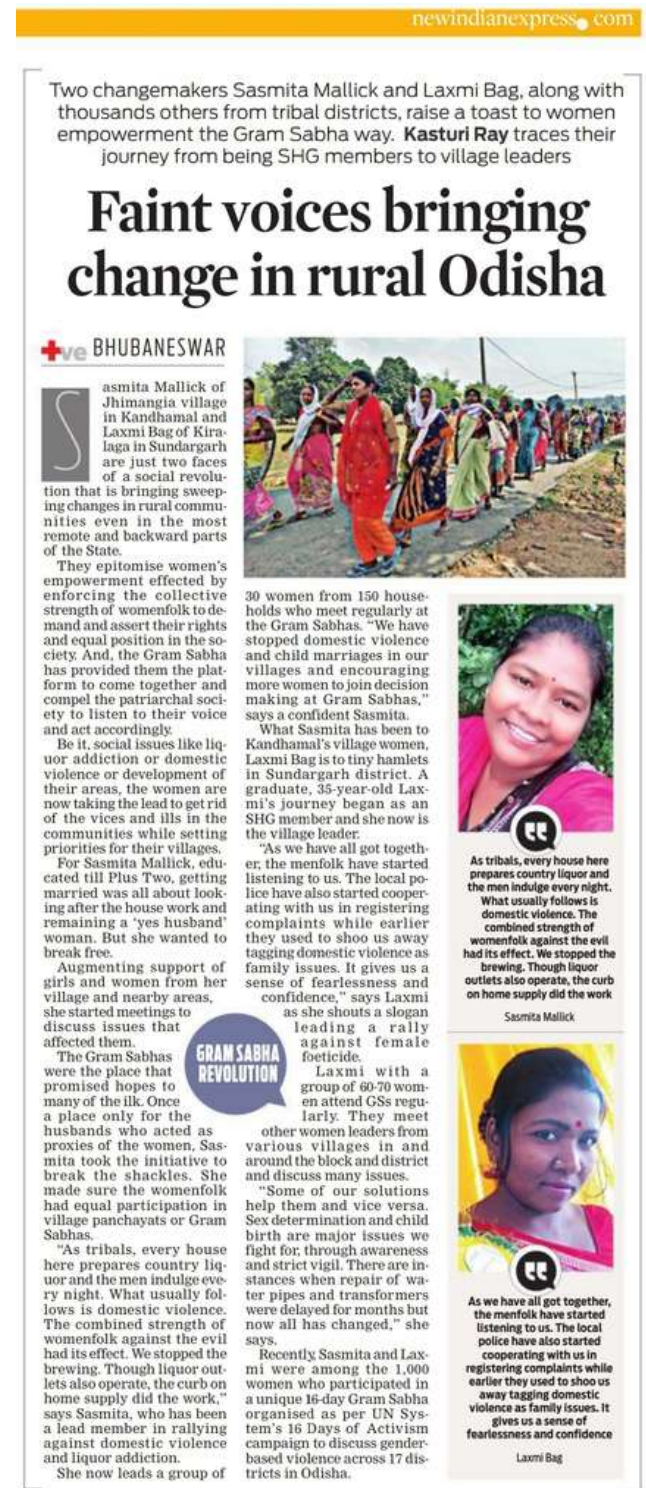 newindianexpress.com
Two changemakers Sasmita Mallick and Laxmi Bag, along with
thousands others from tribal districts, raise a toast to women
empowerment the Gram Sabha way. Kasturi Ray traces their
journey from being SHG members to village leaders
Faint voices bringing
change in rural Odisha
+ve BHUBANESWAR
Sasmita Mallick of
Jhimangia village
in Kandhamal and
Laxmi Bag of Kira-
laga in Sundargarh
are just two faces
of a social revolu-
tion that is bringing sweep-
ing changes in rural commu-
nities even in the most
remote and backward parts
of the State.
They epitomise women's
empowerment effected by
enforcing the collective
strength of womenfolk to de-
mand and assert their rights
and equal position in the so-
ciety. And, the Gram Sabha
has provided them the plat-
form to come together and
compel the patriarchal soci-
ety to listen to their voice
and act accordingly.
Be it, social issues like liq-
uor addiction or domestic
violence or development of
their areas, the women are
now taking the lead to get rid
of the vices and ills in the
communities while setting
priorities for their villages.
For Sasmita Mallick, edu-
cated till Plus Two, getting
married was all about look-
ing after the house work and
remaining a 'yes husband'
woman. But she wanted to
break free.
Augmenting support of
girls and women from her
village and nearby areas,
she started meetings to
discuss issues that
affected them.
The Gram Sabhas
were the place that
promised hopes to
many of the ilk. Once
a place only for the
husbands who acted as
proxies of the women, Sas-
mita took the initiative to
break the shackles. She
made sure the womenfolk
had equal participation in
village panchayats or Gram
Sabhas.
"As tribals, every house
here prepares country liq-
uor and the men indulge eve-
ry night. What usually fol-
lows is domestic violence.
The combined strength of
womenfolk against the evil
had its effect. We stopped the
brewing. Though liquor out-
lets also operate, the curb on
home supply did the work,"
says Sasmita, who has been
a lead member in rallying
against domestic violence
and liquor addiction.
She now leads a group of
GRAM SABHA
REVOLUTION
30 women from 150 house-
holds who meet regularly at
the Gram Sabhas. "We have
stopped domestic violence
and child marriages in our
villages and encouraging
more women to join decision
making at Gram Sabhas,"
says a confident Sasmita.
What Sasmita has been to
Kandhamal's village women,
Laxmi Bag is to tiny hamlets
in Sundargarh district. A
graduate, 35-year-old Lax-
mi's journey began as an
SHG member and she now is
the village leader.
"As we have all got togeth-
er, the menfolk have started
listening to us. The local po-
lice have also started cooper-
ating with us in registering
complaints while earlier
they used to shoo us away
tagging domestic violence as
family issues. It gives us a
sense of fearlessness and
confidence," says Laxmi
as she shouts a slogan
leading a rally
against female
foeticide.
Laxmi with a
group of 60-70 wom-
en attend GSs regu-
larly. They meet
other women leaders from
various villages in and
around the block and district
and discuss many issues.
"Some of our solutions
help them and vice versa.
Sex determination and child
birth are major issues we
fight for, through awareness
and strict vigil. There are in-
stances when repair of wa-
ter pipes and transformers
were delayed for months but
now all has changed," she
says.
Recently, Sasmita and Lax-
mi were among the 1,000
women who participated in
a unique 16-day Gram Sabha
organised as per UN Sys-
tem's 16 Days of Activism
campaign to discuss gender-
based violence across 17 dis-
tricts in Odisha.
As tribals, every house here
prepares country liquor and
the men indulge every night.
What usually follows is
domestic violence. The
combined strength of
womenfolk against the evil
had its effect. We stopped the
brewing. Though liquor
outlets also operate, the curb
on home supply did the work
Sasmita Mallick
As we have all got together,
the menfolk have started
listening to us. The local
police have also started
cooperating with us in
registering complaints while
earlier they used to shoo us
away tagging domestic
violence as family issues. It
gives us a sense of
fearlessness and confidence
Laxmi Bag